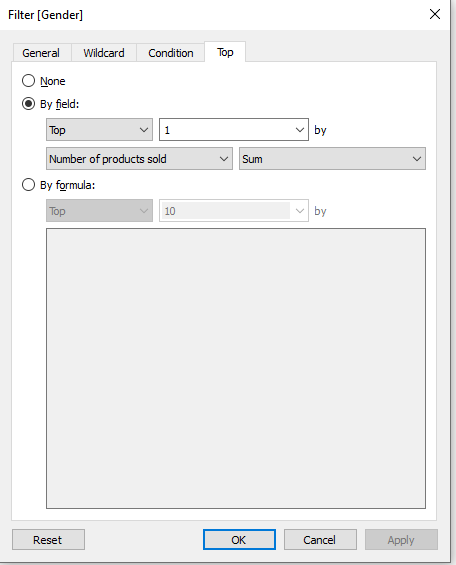 Filter [Gender]
General Wildcard Condition Top
None
By field:
Top 1 by
Number of products sold Sum
By formula:
Top 10 by
Reset OK Cancel Apply